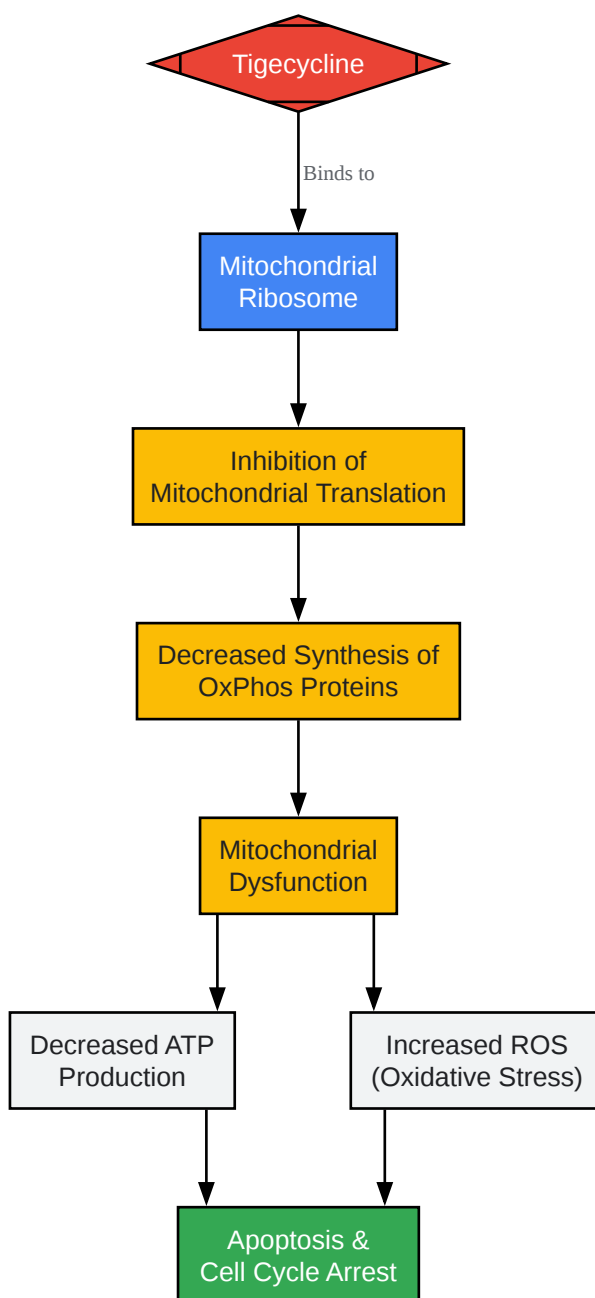 Tigecycline
Binds to
Mitochondrial
Ribosome
Inhibition of
Mitochondrial Translation
Decreased Synthesis of
OxPhos Proteins
Mitochondrial
Dysfunction
Decreased ATP
Production
Increased ROS
(Oxidative Stress)
Apoptosis &
Cell Cycle Arrest